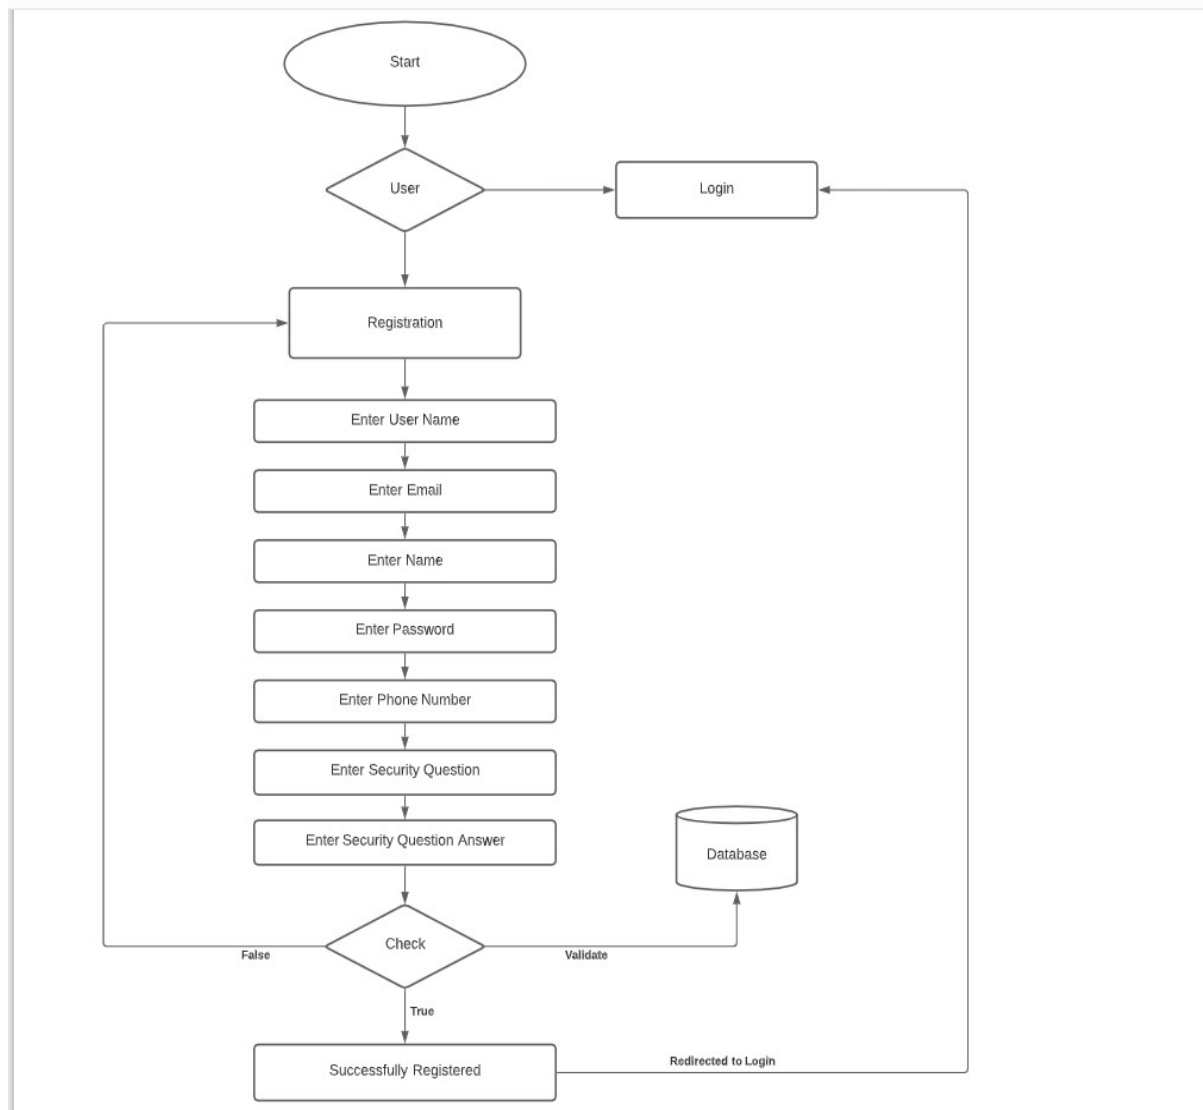 Start
User
Login
Registration
Enter User Name
Enter Email
Enter Name
Enter Password
Enter Phone Number
Enter Security Question
Enter Security Question Answer
Database
Check
False
Validate
True
Successfully Registered
Redirected to Login